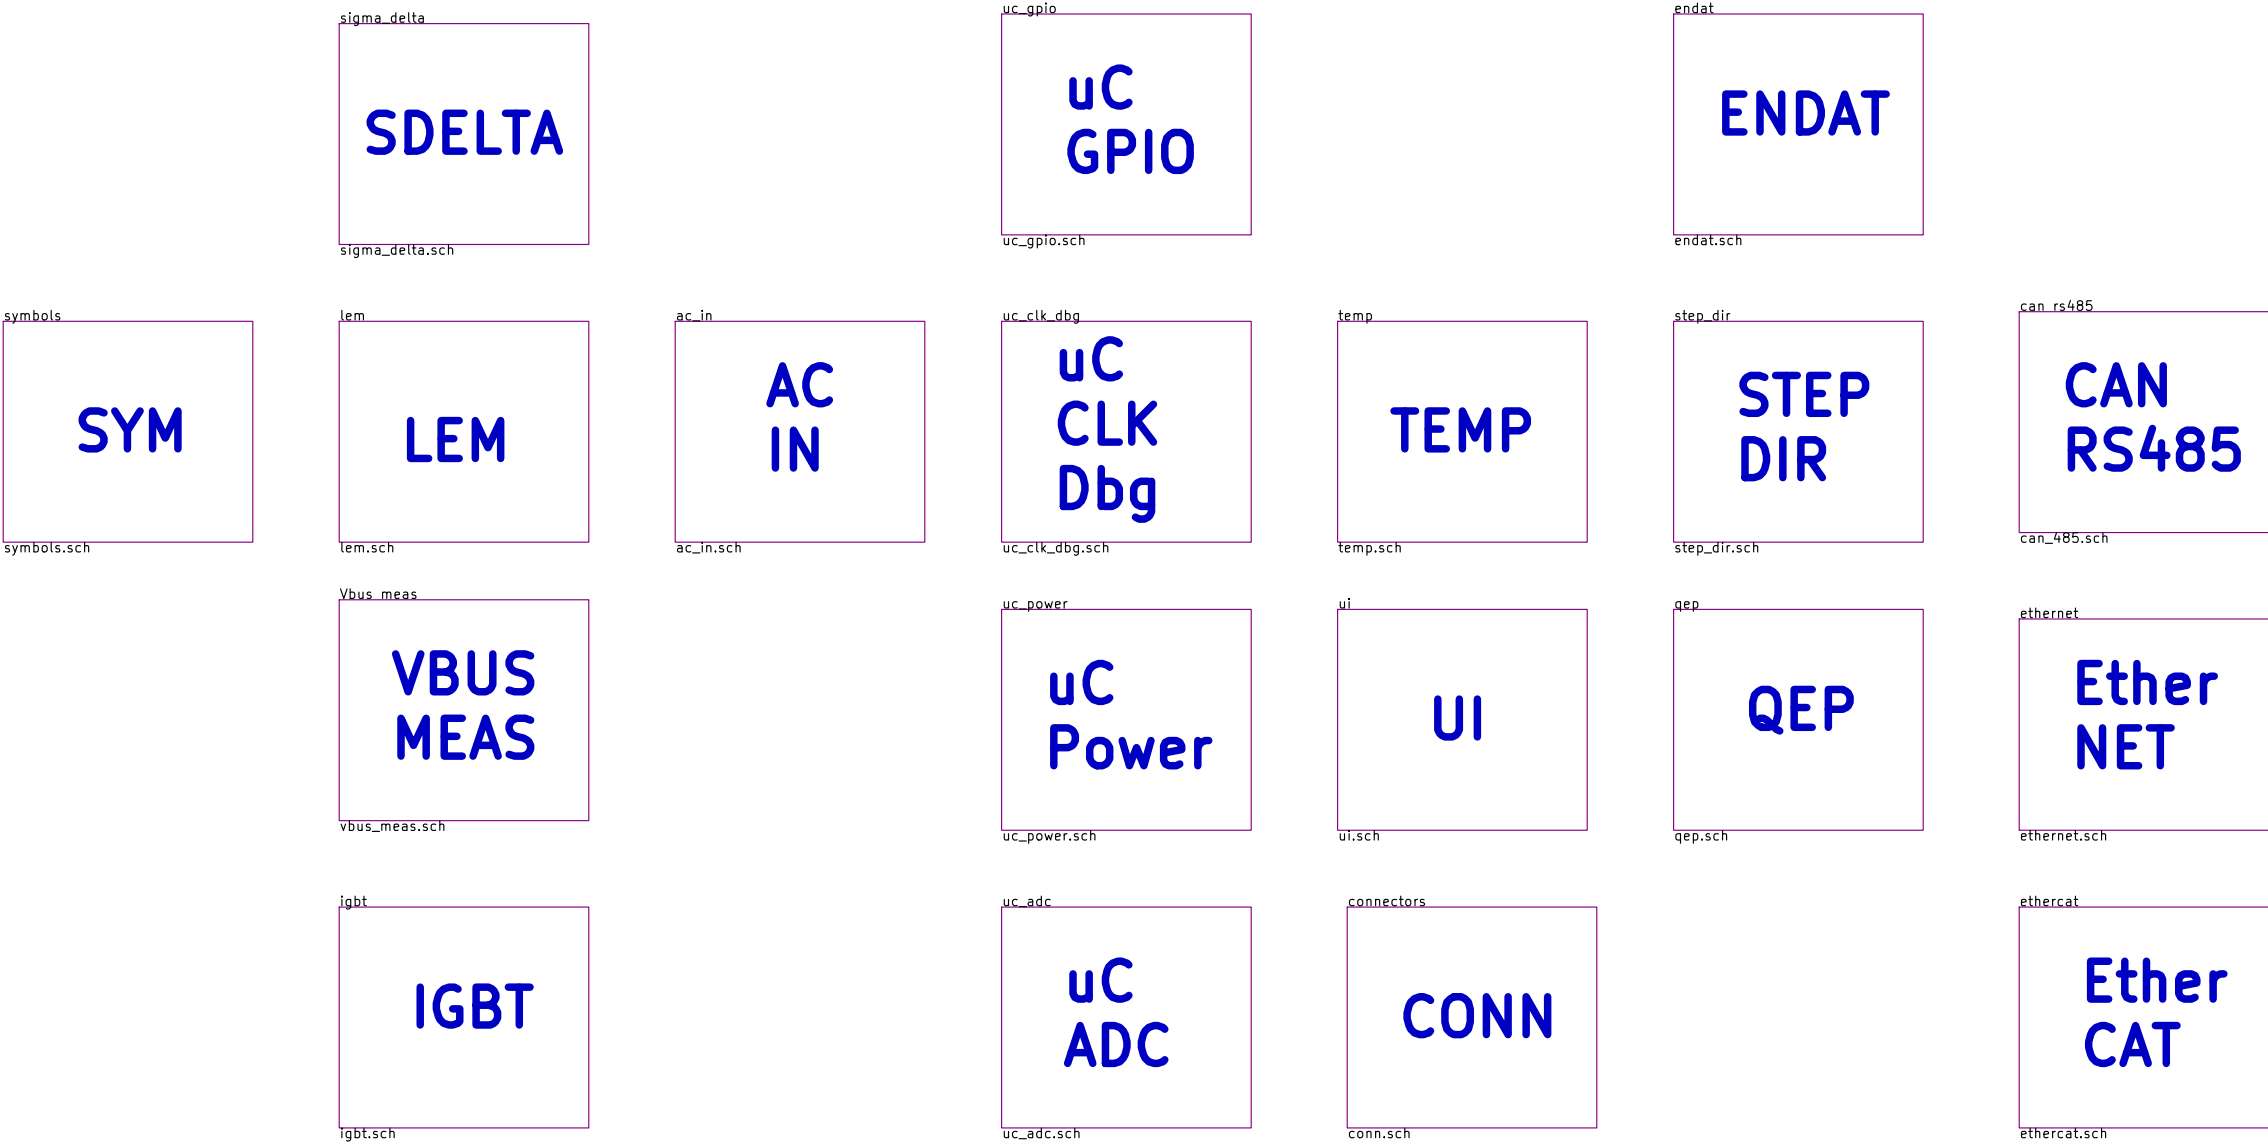 sigma_delta
SDELTA
sigma_delta.sch
uc_gpio
uC
GPIO
uc_gpio.sch
endat
ENDAT
endat.sch
symbols
SYM
symbols.sch
lem
LEM
lem.sch
ac_in
AC
IN
ac_in.sch
uc_clk_dbg
uC
CLK
Dbg
uc_clk_dbg.sch
temp
TEMP
temp.sch
step_dir
STEP
DIR
step_dir.sch
can rs485
CAN
RS485
can_485.sch
Vbus meas
VBUS
MEAS
vbus_meas.sch
uc_power
uC
Power
uc_power.sch
ui
UI
ui.sch
qep
QEP
qep.sch
ethernet
Ether
NET
ethernet.sch
igbt
IGBT
igbt.sch
uc_adc
uC
ADC
uc_adc.sch
connectors
CONN
conn.sch
ethercat
Ether
CAT
ethercat.sch